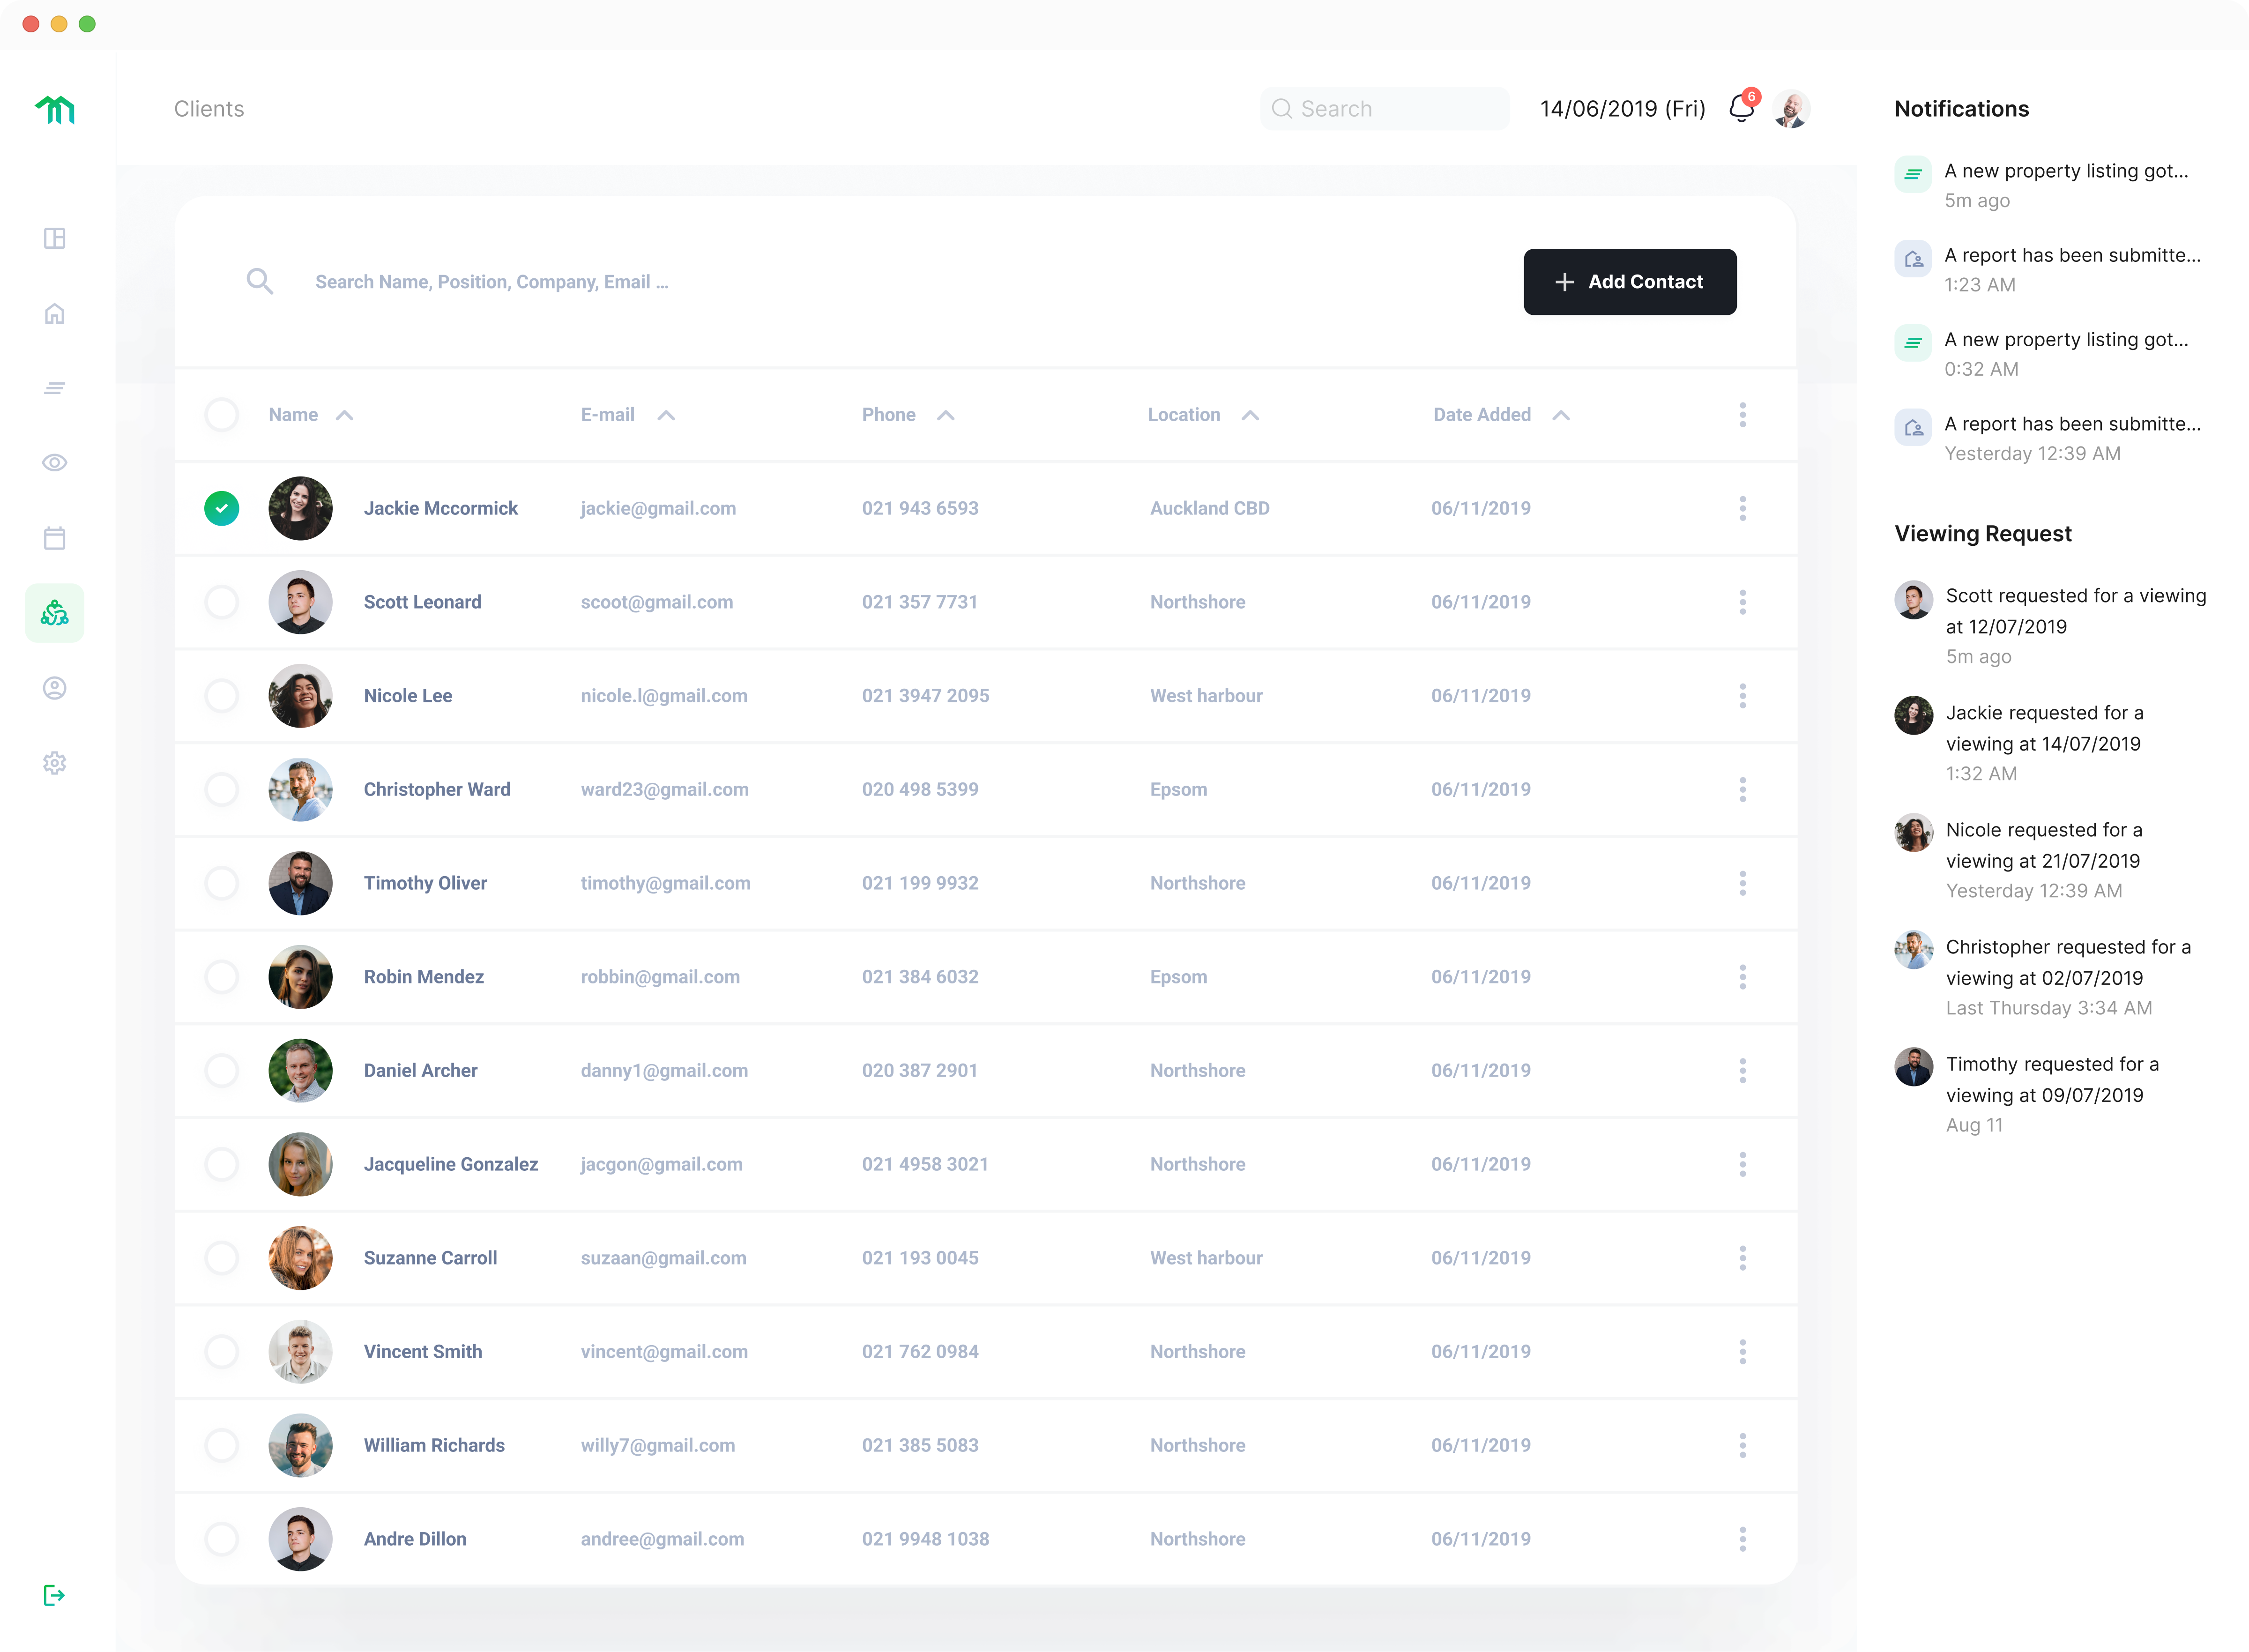 Clients
Search
14/06/2019 (Fri)
6
Search Name, Position, Company, Email ...
Add Contact
Name E-mail Phone Location Date Added
Jackie Mccormick jackie@gmail.com 021 943 6593 Auckland CBD 06/11/2019
Scott Leonard scoot@gmail.com 021 357 7731 Northshore 06/11/2019
Nicole Lee nicole.l@gmail.com 021 3947 2095 West harbour 06/11/2019
Christopher Ward ward23@gmail.com 020 498 5399 Epsom 06/11/2019
Timothy Oliver timothy@gmail.com 021 199 9932 Northshore 06/11/2019
Robin Mendez robbin@gmail.com 021 384 6032 Epsom 06/11/2019
Daniel Archer danny1@gmail.com 020 387 2901 Northshore 06/11/2019
Jacqueline Gonzalez jacgon@gmail.com 021 4958 3021 Northshore 06/11/2019
Suzanne Carroll suzaan@gmail.com 021 193 0045 West harbour 06/11/2019
Vincent Smith vincent@gmail.com 021 762 0984 Northshore 06/11/2019
William Richards willy7@gmail.com 021 385 5083 Northshore 06/11/2019
Andre Dillon andree@gmail.com 021 9948 1038 Northshore 06/11/2019
Notifications
A new property listing got...
5m ago
A report has been submitte...
1:23 AM
A new property listing got...
0:32 AM
A report has been submitte...
Yesterday 12:39 AM
Viewing Request
Scott requested for a viewing
at 12/07/2019
5m ago
Jackie requested for a
viewing at 14/07/2019
1:32 AM
Nicole requested for a
viewing at 21/07/2019
Yesterday 12:39 AM
Christopher requested for a
viewing at 02/07/2019
Last Thursday 3:34 AM
Timothy requested for a
viewing at 09/07/2019
Aug 11